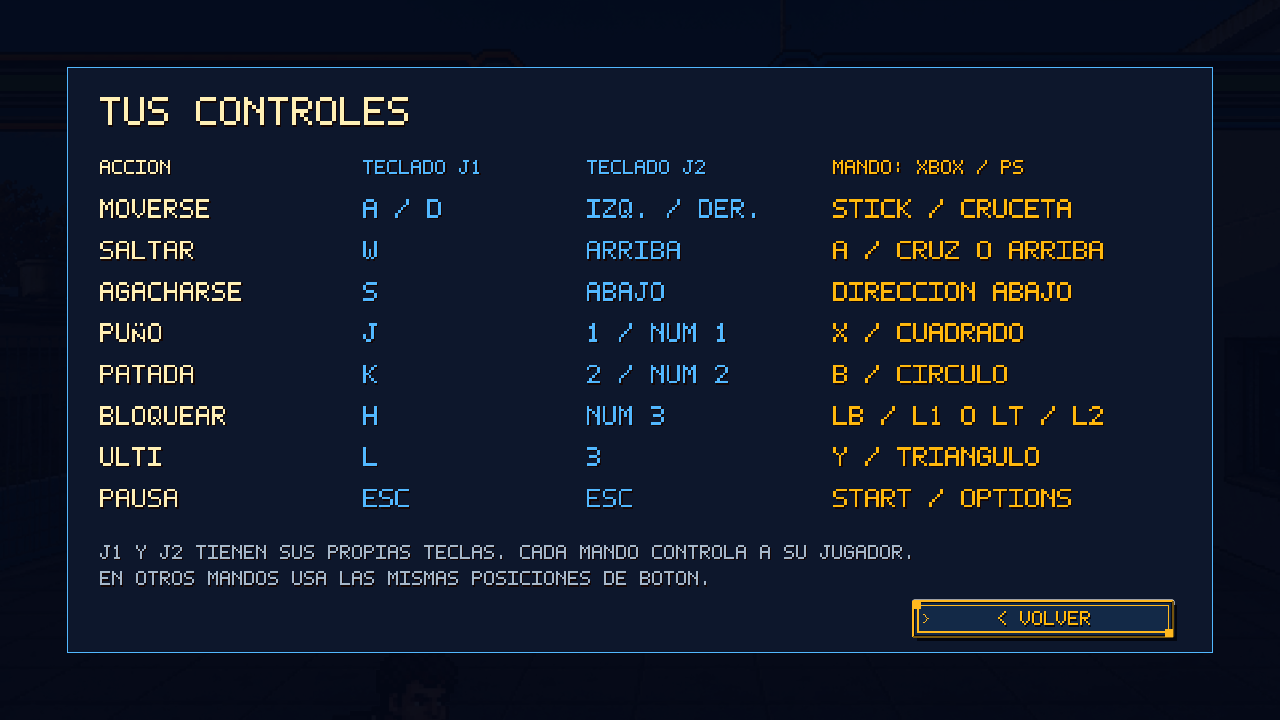 TUS CONTROLES
ACCION TECLADO J1 TECLADO J2 MANDO: XBOX / PS
MOVERSE A / D IZQ. / DER. STICK / CRUCETA
SALTAR W ARRIBA A / CRUZ O ARRIBA
AGACHARSE S ABAJO DIRECCION ABAJO
PUÑO J 1 / NUM 1 X / CUADRADO
PATADA K 2 / NUM 2 B / CIRCULO
BLOQUEAR H NUM 3 LB / L1 O LT / L2
ULTI L 3 Y / TRIANGULO
PAUSA ESC ESC START / OPTIONS
J1 Y J2 TIENEN SUS PROPIAS TECLAS. CADA MANDO CONTROLA A SU JUGADOR.
EN OTROS MANDOS USA LAS MISMAS POSICIONES DE BOTON.
> < VOLVER